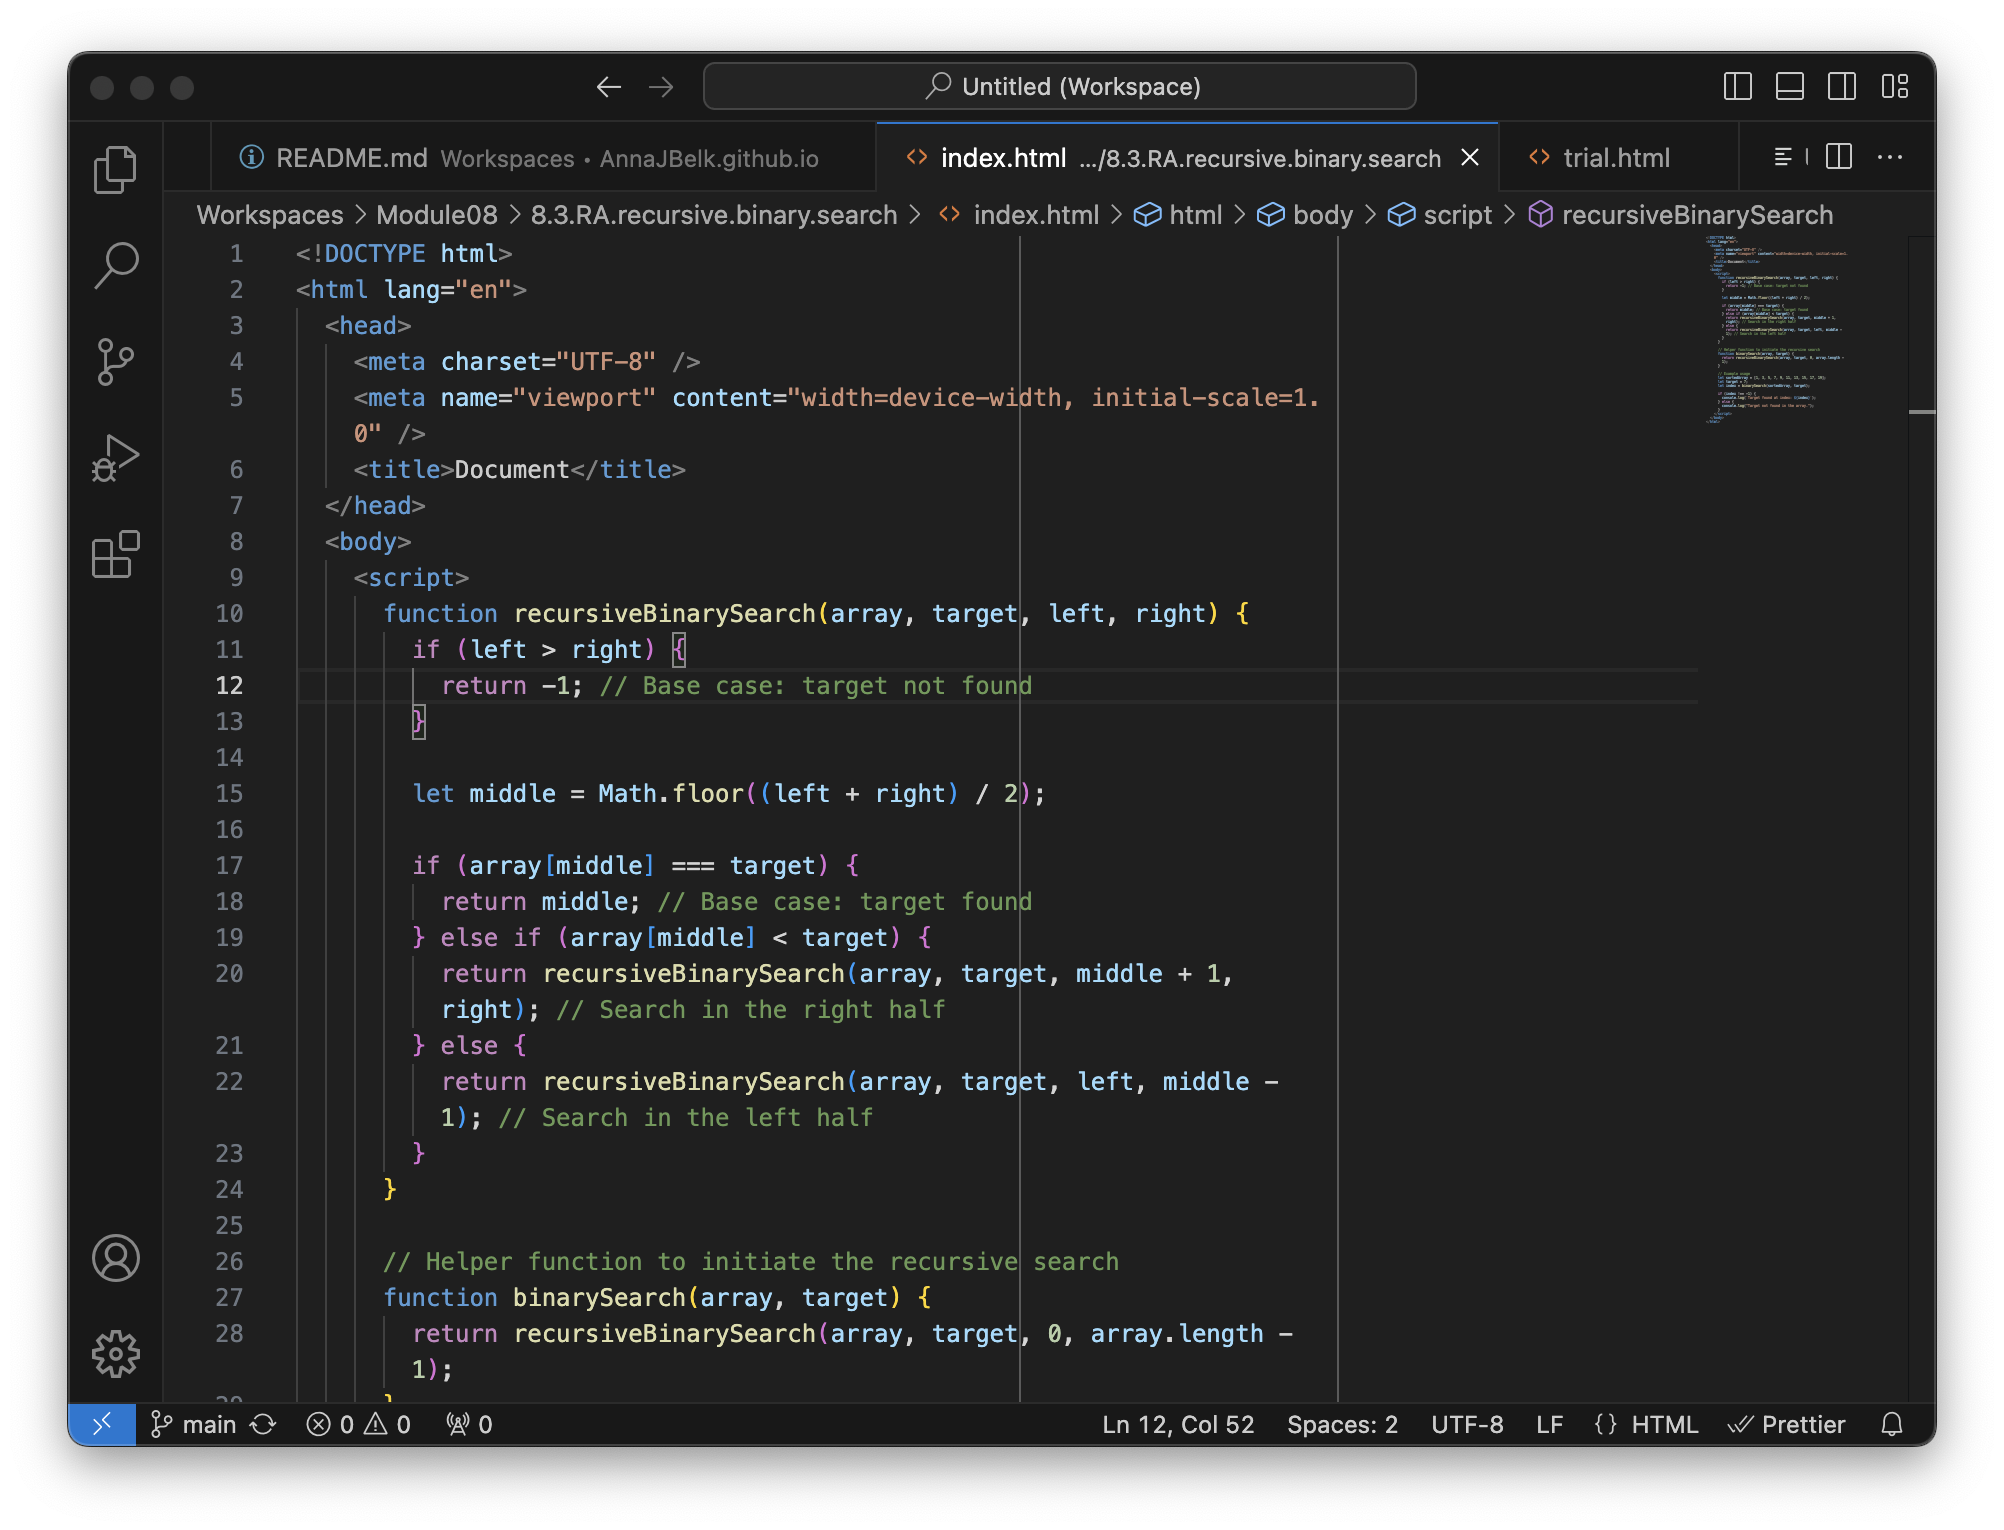 Untitled (Workspace)
README.md Workspaces • AnnaJBelk.github.io
index.html .../8.3.RA.recursive.binary.search
trial.html
Workspaces > Module08 > 8.3.RA.recursive.binary.search > index.html > html > body > script > recursiveBinarySearch
1 <!DOCTYPE html>
2 <html lang="en">
3 <head>
4 <meta charset="UTF-8" />
5 <meta name="viewport" content="width=device-width, initial-scale=1.
0" />
6 <title>Document</title>
7 </head>
8 <body>
9 <script>
10 function recursiveBinarySearch(array, target, left, right) {
11 if (left > right) {
12 return -1; // Base case: target not found
13 }
14
15 let middle = Math.floor((left + right) / 2);
16
17 if (array[middle] === target) {
18 return middle; // Base case: target found
19 } else if (array[middle] < target) {
20 return recursiveBinarySearch(array, target, middle + 1,
right); // Search in the right half
21 } else {
22 return recursiveBinarySearch(array, target, left, middle -
1); // Search in the left half
23 }
24 }
25
26 // Helper function to initiate the recursive search
27 function binarySearch(array, target) {
28 return recursiveBinarySearch(array, target, 0, array.length -
1);
29 }
main 0 0 0 Ln 12, Col 52 Spaces: 2 UTF-8 LF {} HTML Prettier